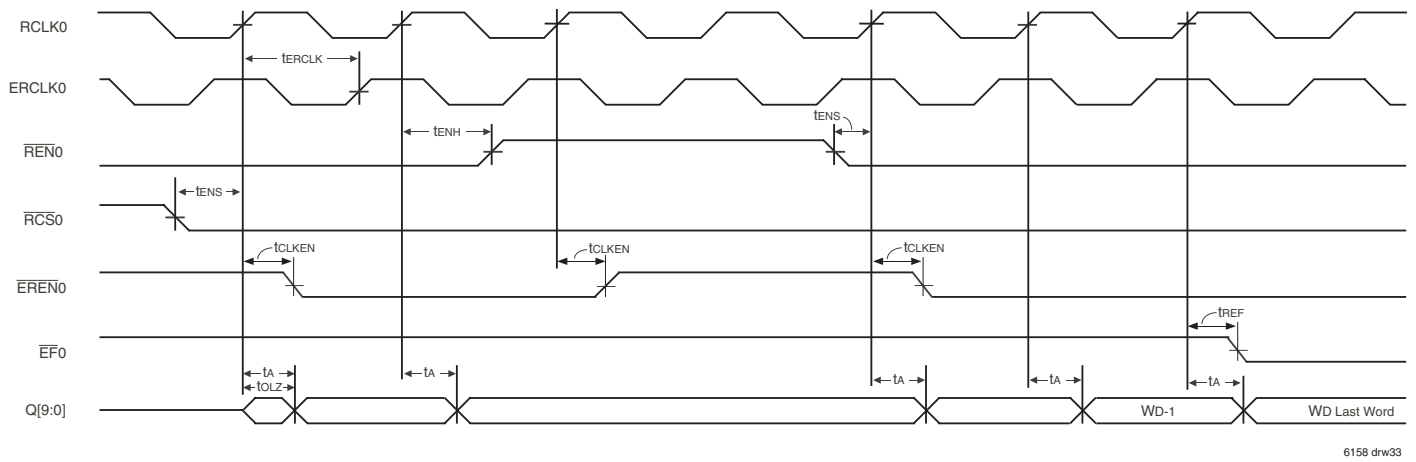 RCLK0
tERCLK
ERCLK0
tENH
tENS
REN0
tENS
RCS0
tCLKEN
tCLKEN
tCLKEN
EREN0
tREF
EF0
tA
tA
tA
tA
tA
tOLZ
Q[9:0]
WD-1
WD Last Word
6158 drw33